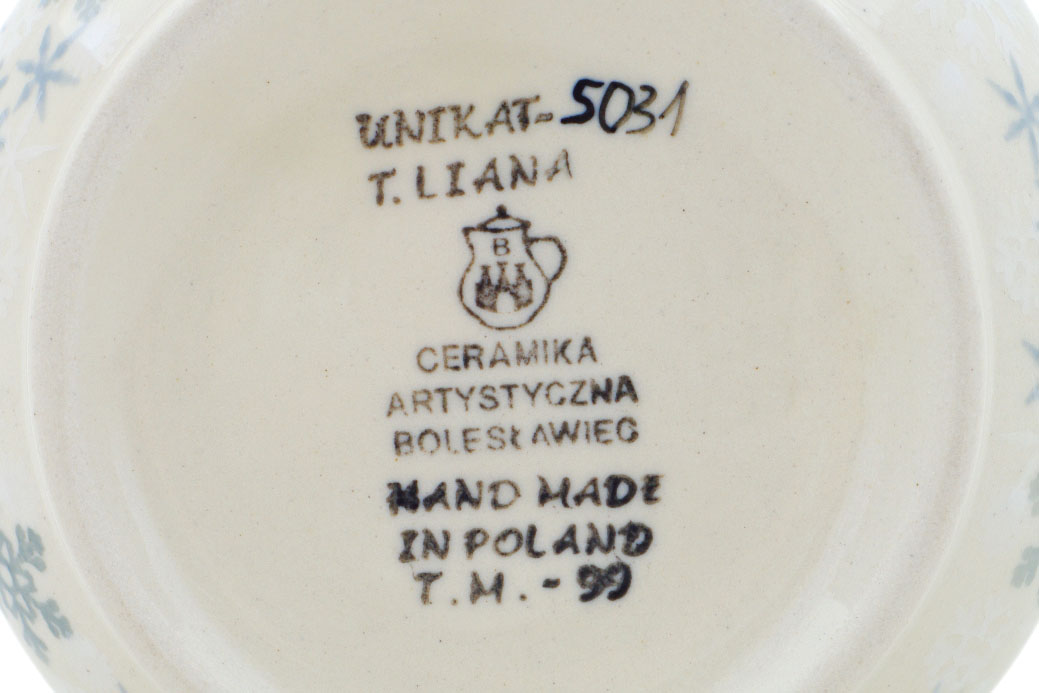 UNIKAT-5031
T. LIANA
B
CERAMIKA
ARTYSTYCZNA
BOLESŁAWIEC
HAND MADE
IN POLAND
T.M.-99